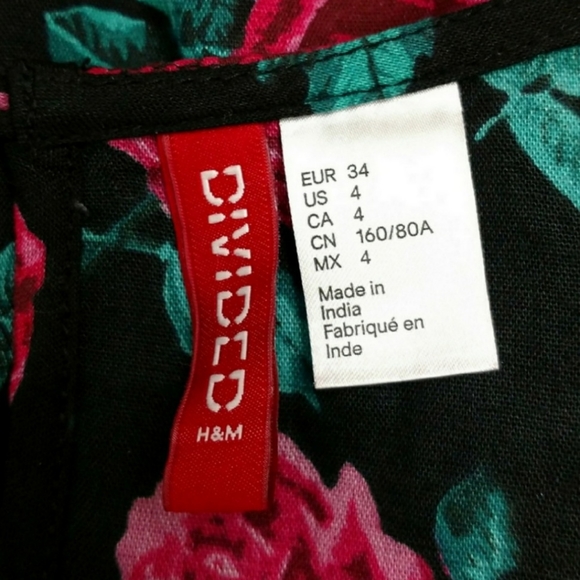 DIVIDED
H&M
EUR 34
US 4
CA 4
CN 160/80A
MX 4
Made in
India
Fabriqué en
Inde